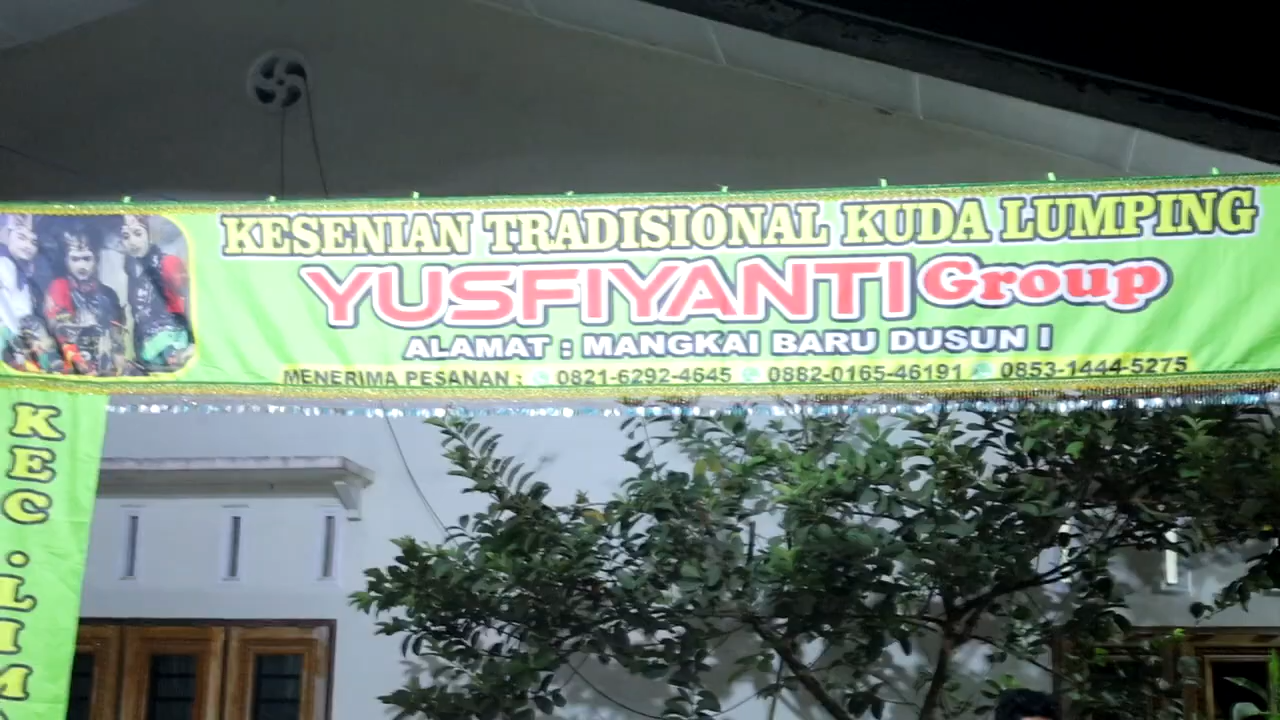 KESENIAN TRADISIONAL KUDA LUMPING
YUSFIYANTI Group
ALAMAT : MANGKAI BARU DUSUN I
MENERIMA PESANAN : 0821-6292-4645 0882-0165-46191 0853-1444-5275
KEC.LIM